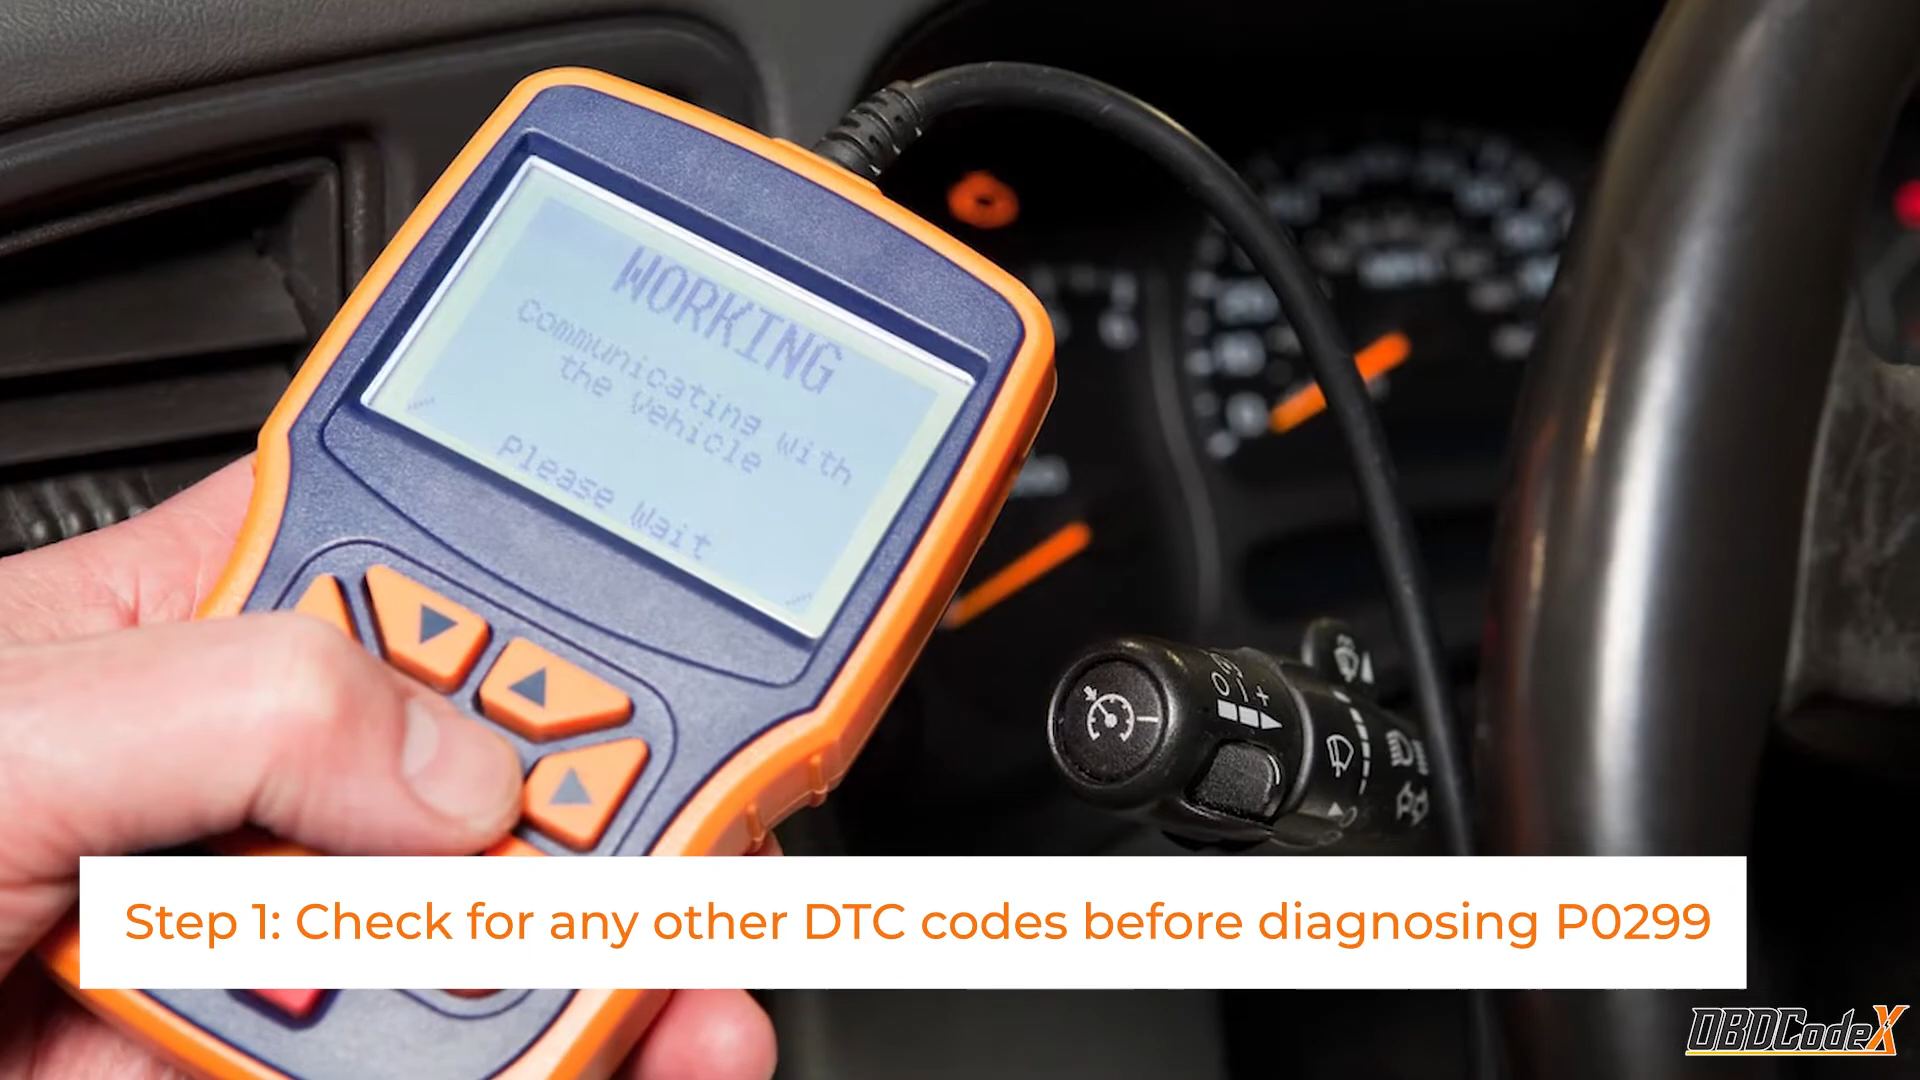 WORKING
Communicating with
the Vehicle
Please Wait
Step 1: Check for any other DTC codes before diagnosing P0299
OBDCodeX